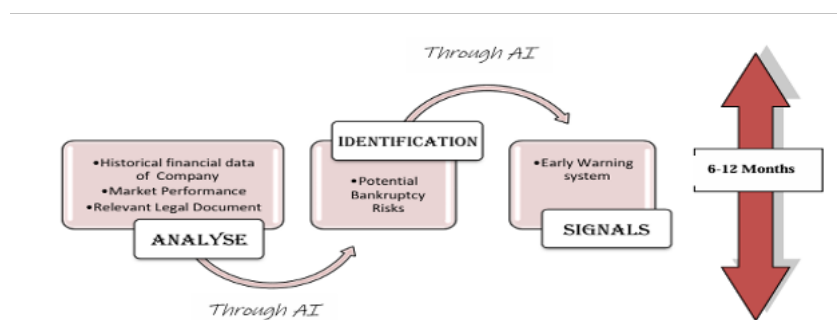 Through AI
IDENTIFICATION
•Historical financial data
of Company
•Market Performance
•Relevant Legal Document
ANALYSE
•Potential
Bankruptcy
Risks
•Early Warning
system
SIGNALS
6-12 Months
Through AI